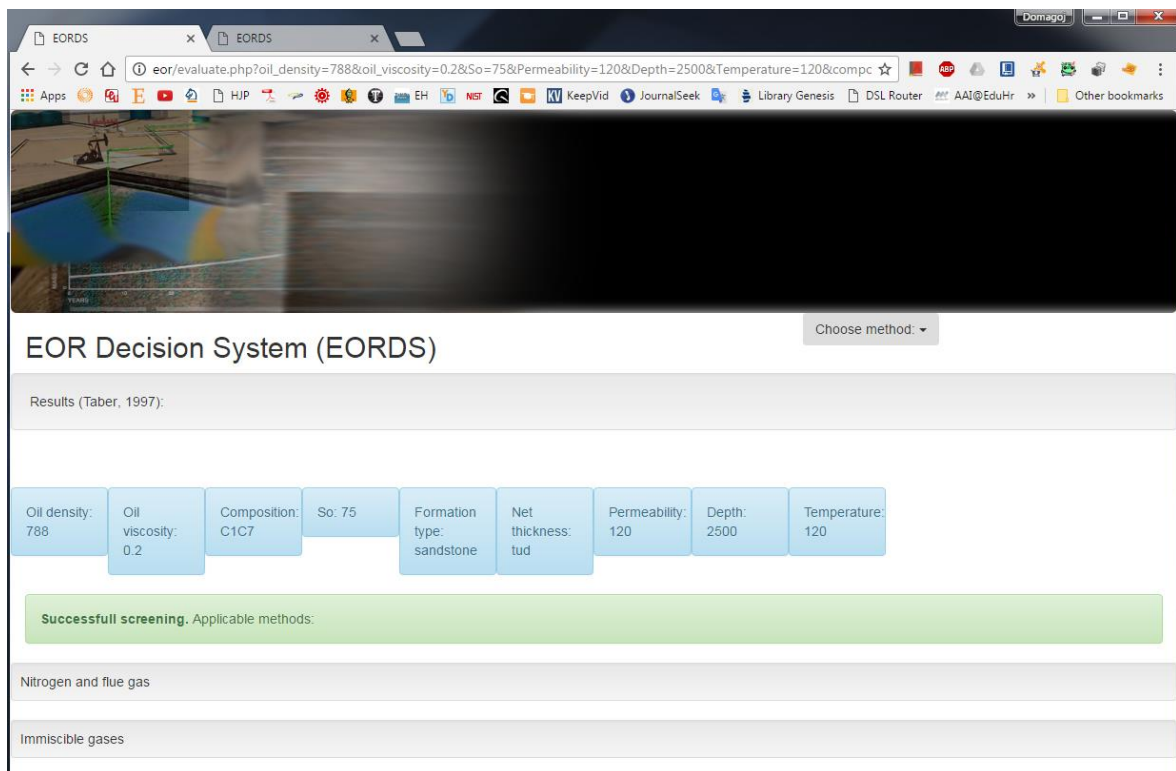 Domagoj
EORDS
EORDS
eor/evaluate.php?oil_density=788&oil_viscosity=0.2&So=75&Permeability=120&Depth=2500&Temperature=120&compc
Apps
HJP
EH
NIST
KV KeepVid
JournalSeek
Library Genesis
DSL Router
AAI@EduHr
»
Other bookmarks
YEARS
Choose method:
EOR Decision System (EORDS)
Results (Taber, 1997):
Oil density:
788
Oil
viscosity:
0.2
Composition:
C1C7
So: 75
Formation
type:
sandstone
Net
thickness:
tud
Permeability:
120
Depth:
2500
Temperature:
120
Successfull screening. Applicable methods:
Nitrogen and flue gas
Immiscible gases